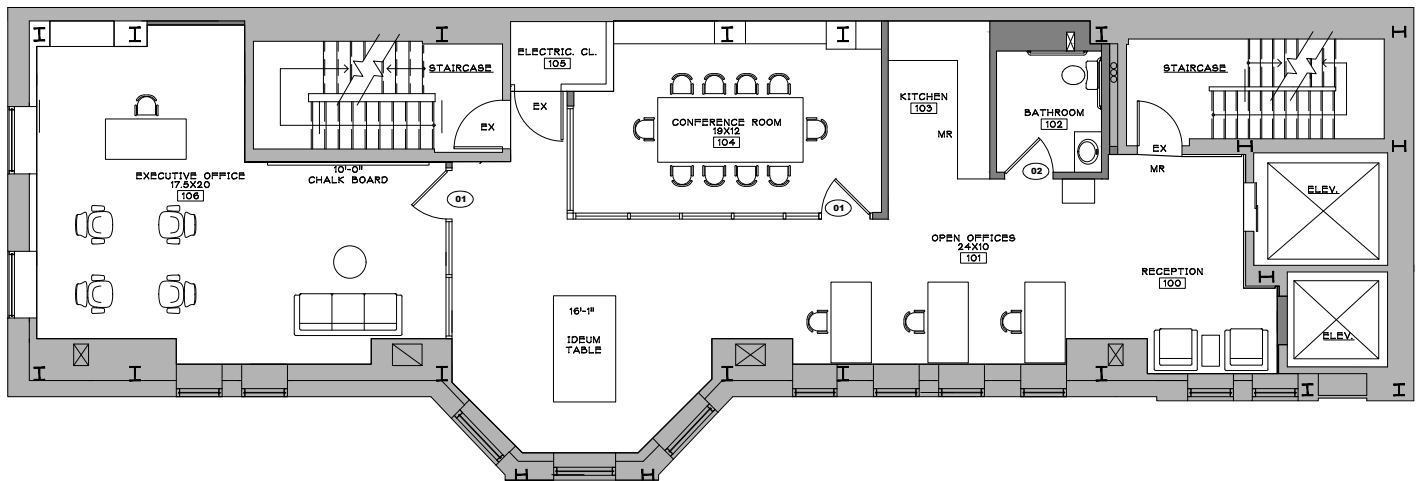 ELECTRIC. CL.
105
STAIRCASE
EX
EX
KITCHEN
103
MR
BATHROOM
102
STAIRCASE
EX
MR
CONFERENCE ROOM
19X12
104
10'-0"
CHALK BOARD
EXECUTIVE OFFICE
17.5X20
106
01
01
02
ELEV.
OPEN OFFICES
24X10
101
RECEPTION
100
16'-1"
IDEUM
TABLE
ELEV.